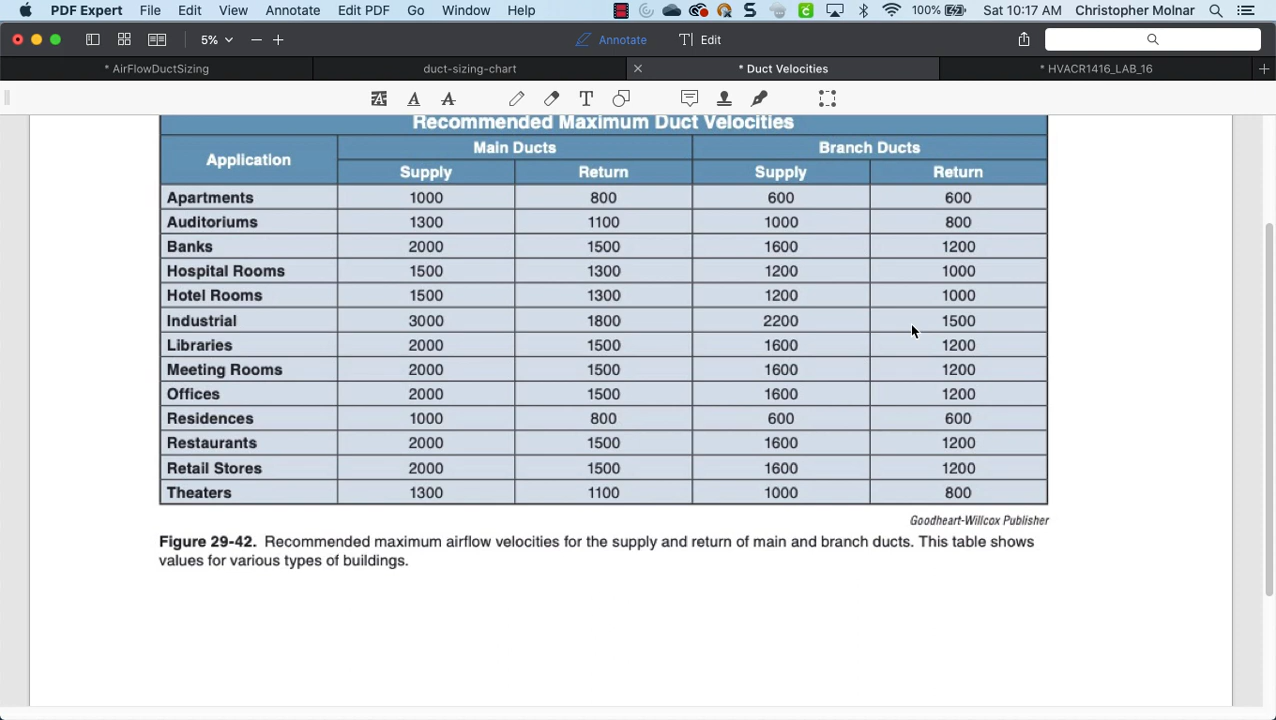 PDF Expert File Edit View Annotate Edit PDF Go Window Help 100% Sat 10:17 AM Christopher Molnar
5% Annotate Edit
* AirFlowDuctSizing duct-sizing-chart * Duct Velocities * HVACR1416_LAB_16
Recommended Maximum Duct Velocities
Application Main Ducts Branch Ducts
Supply Return Supply Return
Apartments 1000 800 600 600
Auditoriums 1300 1100 1000 800
Banks 2000 1500 1600 1200
Hospital Rooms 1500 1300 1200 1000
Hotel Rooms 1500 1300 1200 1000
Industrial 3000 1800 2200 1500
Libraries 2000 1500 1600 1200
Meeting Rooms 2000 1500 1600 1200
Offices 2000 1500 1600 1200
Residences 1000 800 600 600
Restaurants 2000 1500 1600 1200
Retail Stores 2000 1500 1600 1200
Theaters 1300 1100 1000 800
Goodheart-Willcox Publisher
Figure 29-42. Recommended maximum airflow velocities for the supply and return of main and branch ducts. This table shows
values for various types of buildings.